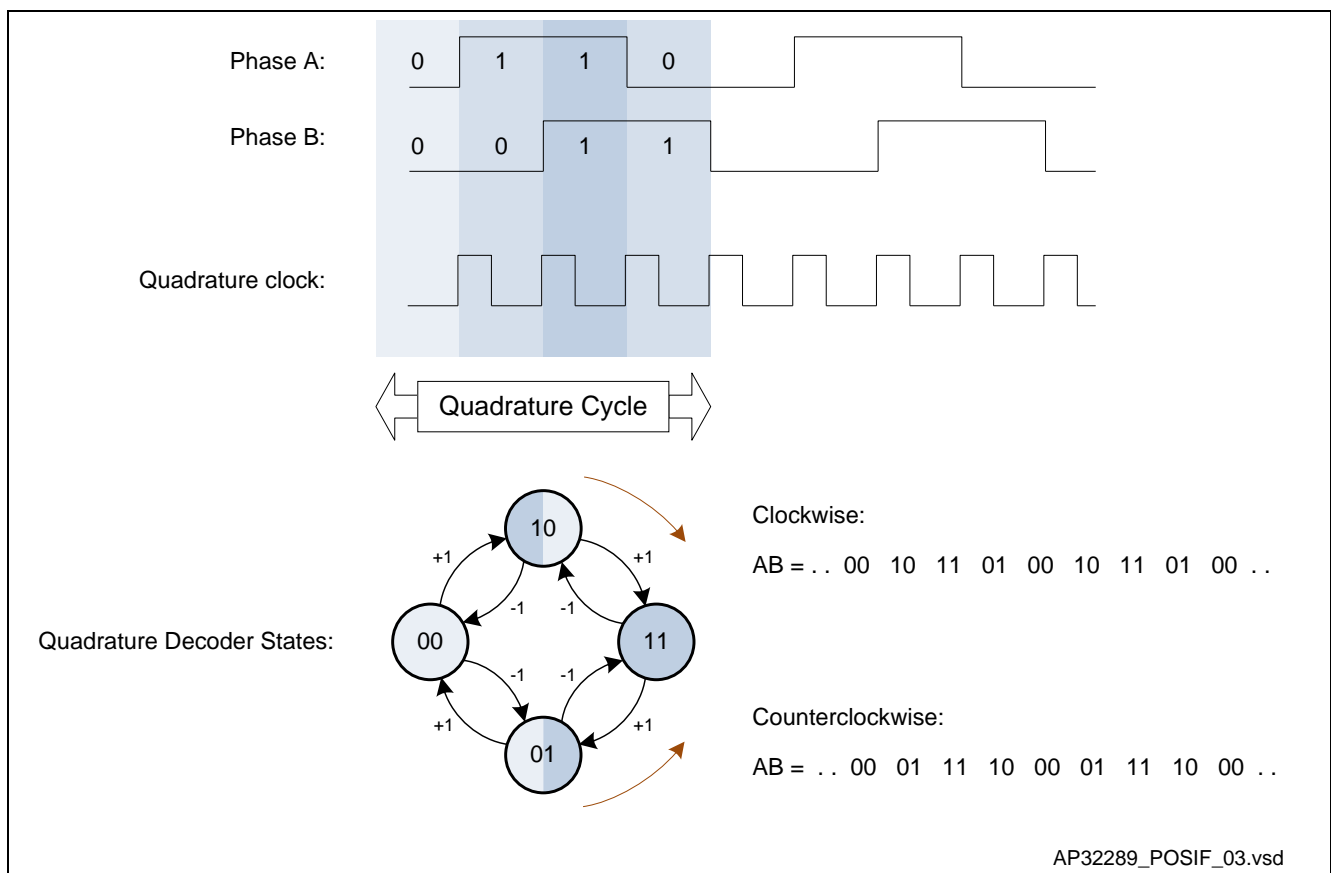 Phase A: 0 1 1 0
Phase B: 0 0 1 1
Quadrature clock:
Quadrature Cycle
10
Clockwise:
+1 +1
AB = . . 00 10 11 01 00 10 11 01 00 . .
-1 -1
Quadrature Decoder States: 00 11
-1 -1
Counterclockwise:
+1 +1
01
AB = . . 00 01 11 10 00 01 11 10 00 . .
AP32289_POSIF_03.vsd